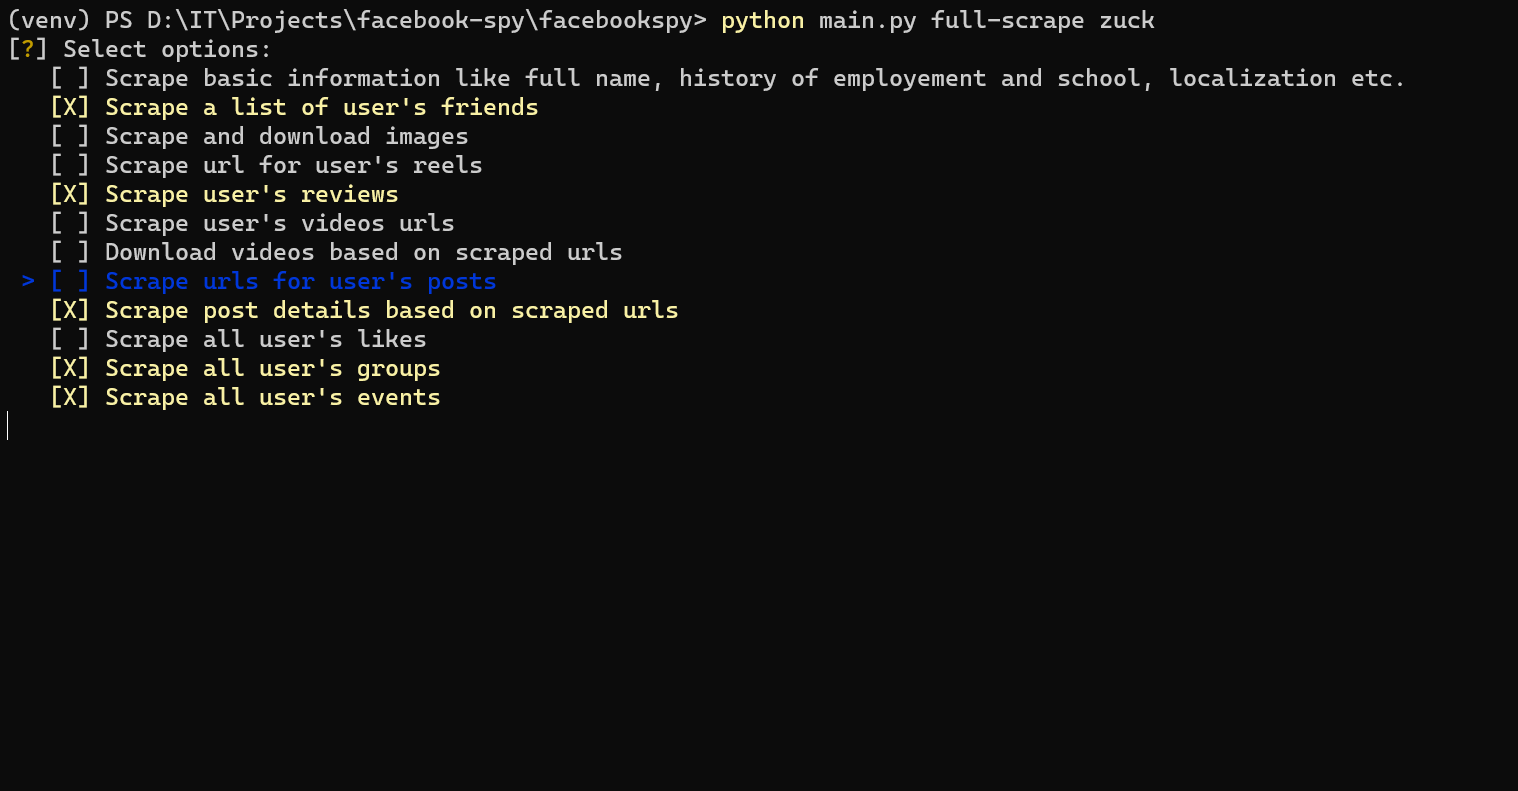 (venv) PS D:\IT\Projects\facebook-spy\facebookspy> python main.py full-scrape zuck
[?] Select options:
[ ] Scrape basic information like full name, history of employement and school, localization etc.
[X] Scrape a list of user's friends
[ ] Scrape and download images
[ ] Scrape url for user's reels
[X] Scrape user's reviews
[ ] Scrape user's videos urls
[ ] Download videos based on scraped urls
> [ ] Scrape urls for user's posts
[X] Scrape post details based on scraped urls
[ ] Scrape all user's likes
[X] Scrape all user's groups
[X] Scrape all user's events